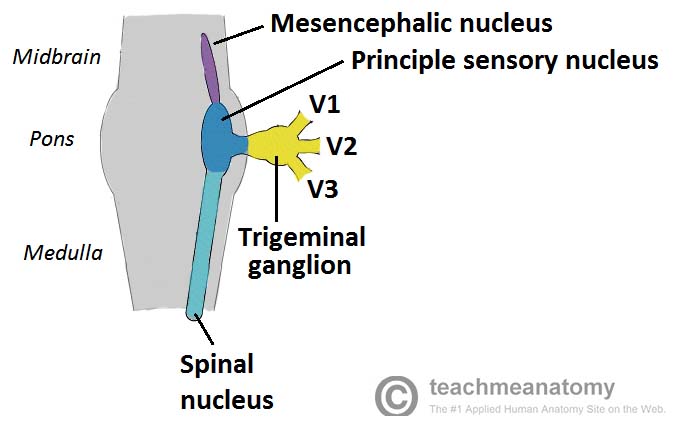 Mesencephalic nucleus
Midbrain
Principle sensory nucleus
V1
Pons
V2
V3
Trigeminal
ganglion
Medulla
Spinal
nucleus
© teachmeanatomy
The #1 Applied Human Anatomy Site on the Web.